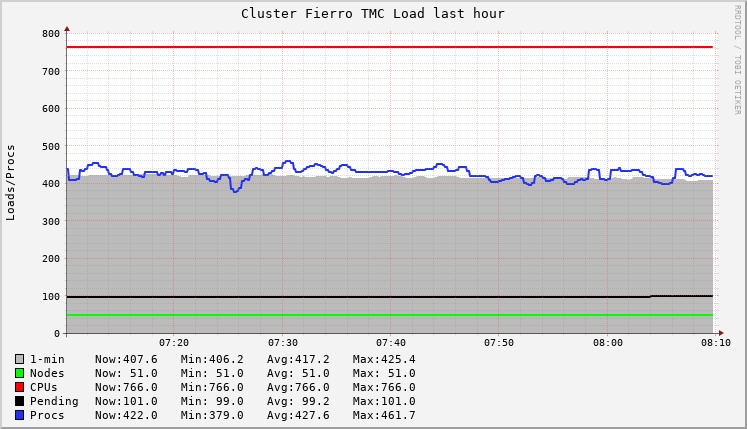 Cluster Fierro TMC Load last hour
RRDTOOL / TOBI OETIKER
Loads/Procs
800
700
600
500
400
300
200
100
0
07:20 07:30 07:40 07:50 08:00 08:10
1-min Now:407.6 Min:406.2 Avg:417.2 Max:425.4
Nodes Now: 51.0 Min: 51.0 Avg: 51.0 Max: 51.0
CPUs Now:766.0 Min:766.0 Avg:766.0 Max:766.0
Pending Now:101.0 Min: 99.0 Avg: 99.2 Max:101.0
Procs Now:422.0 Min:379.0 Avg:427.6 Max:461.7